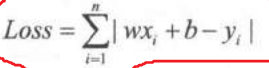 Loss = \sum_{i=1}^{n} | wx_i + b - y_i |